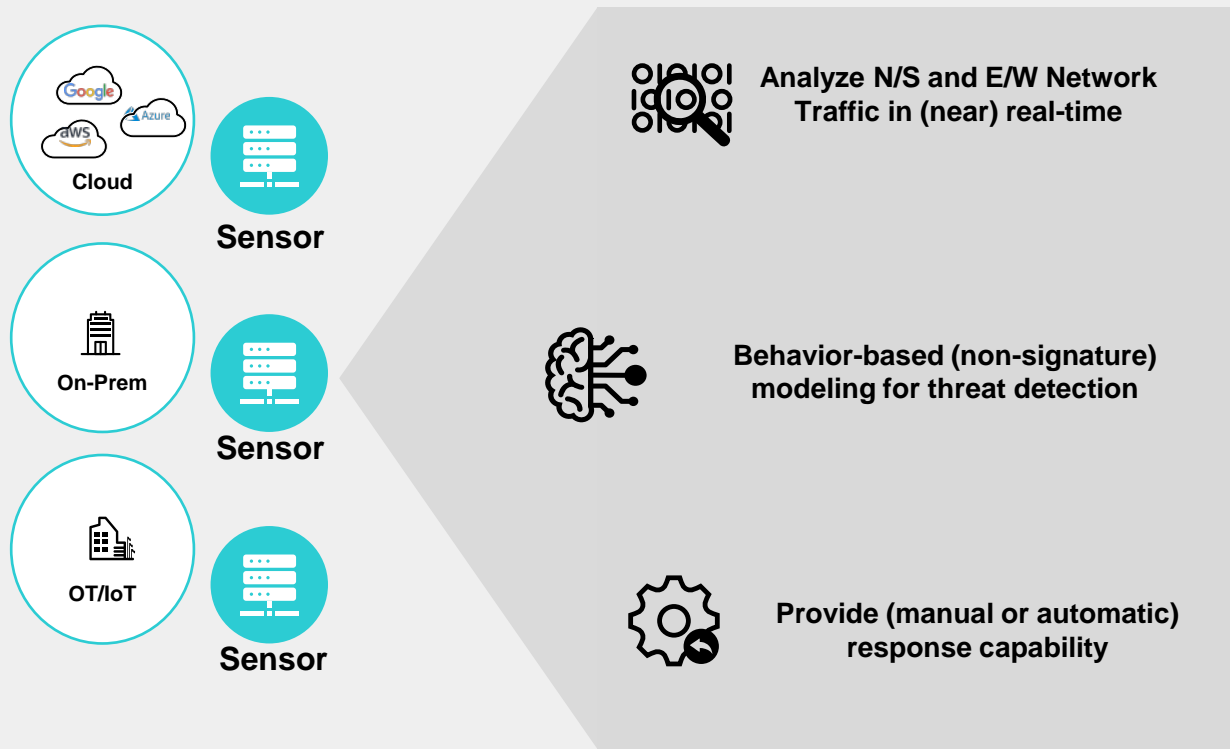 Google
Azure
aws
Cloud
Sensor
On-Prem
Sensor
OT/IoT
Sensor
Analyze N/S and E/W Network
Traffic in (near) real-time
Behavior-based (non-signature)
modeling for threat detection
Provide (manual or automatic)
response capability